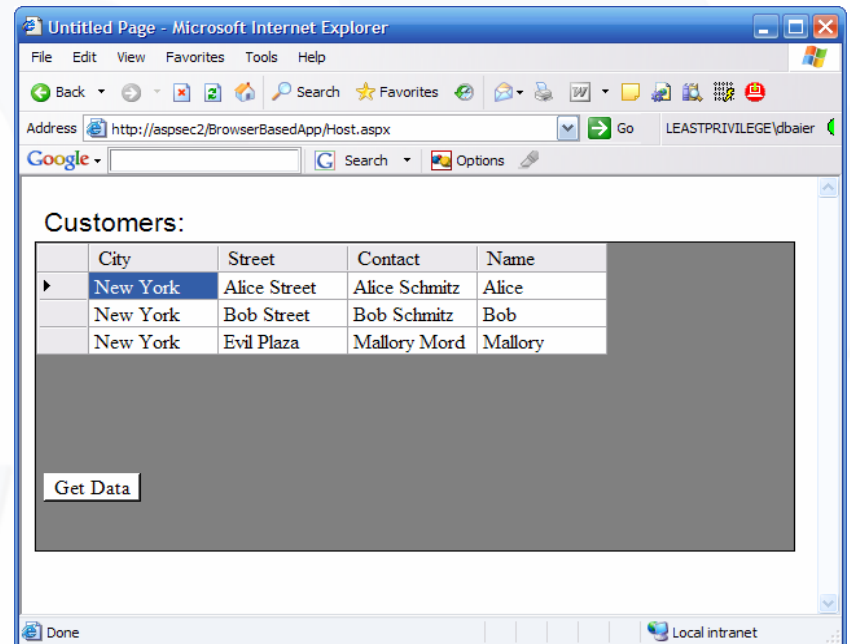 Untitled Page - Microsoft Internet Explorer
File Edit View Favorites Tools Help
Back Search Favorites W
Address http://aspsec2/BrowserBasedApp/Host.aspx Go LEASTPRIVILEGE\dbaier
Google G Search Options
Customers:
City Street Contact Name
New York Alice Street Alice Schmitz Alice
New York Bob Street Bob Schmitz Bob
New York Evil Plaza Mallory Mord Mallory
Get Data
Done Local intranet